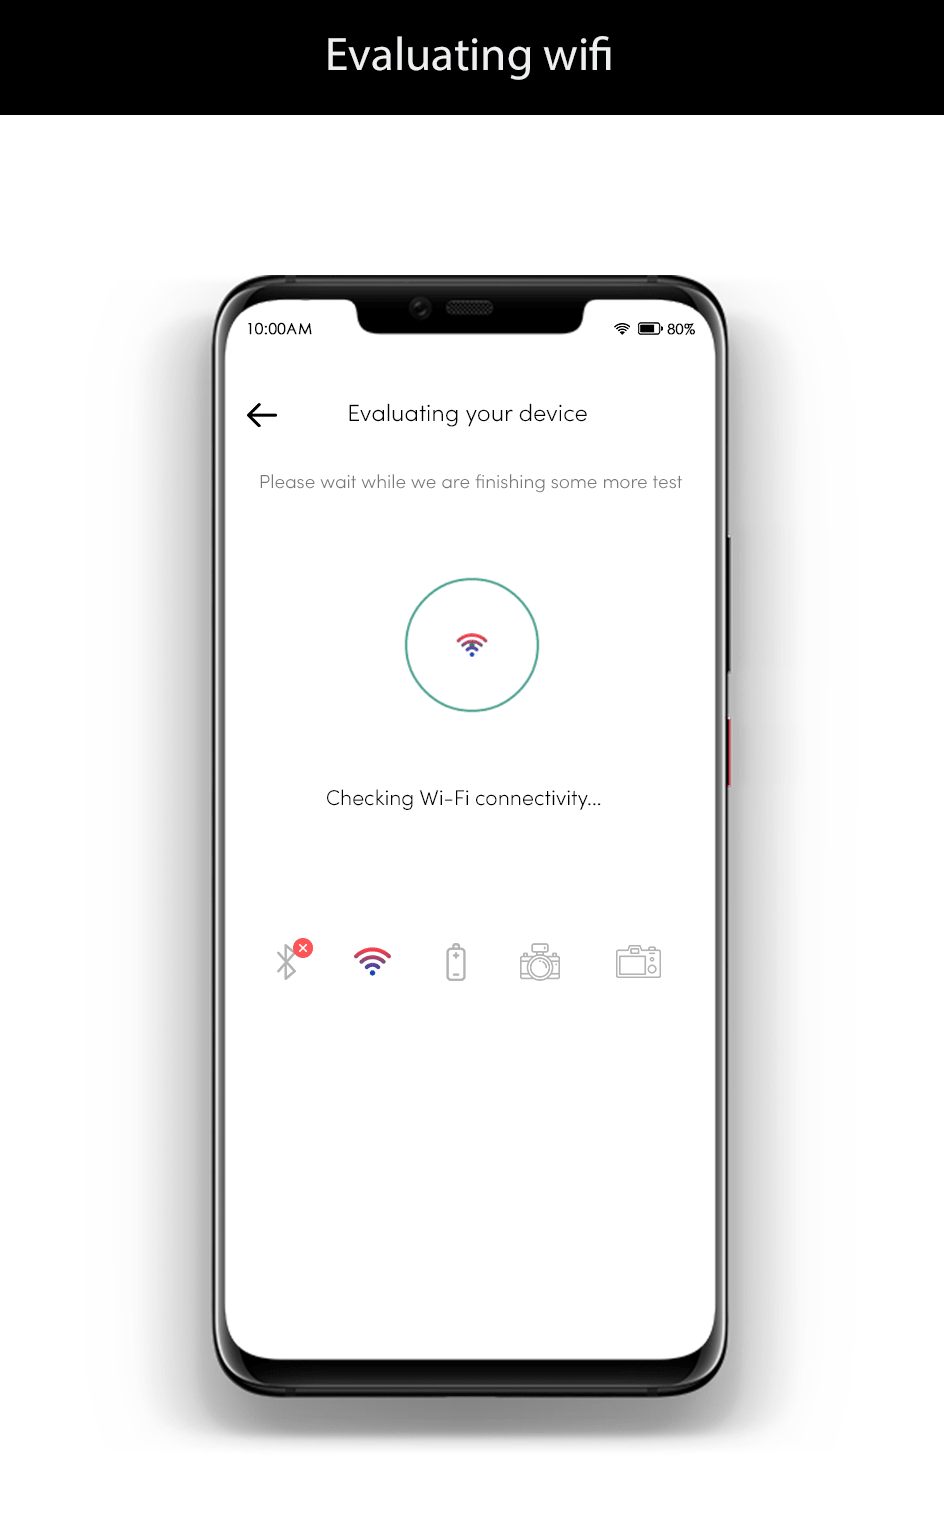 Evaluating wifi
10:00AM
80%
Evaluating your device
Please wait while we are finishing some more test
Checking Wi-Fi connectivity...